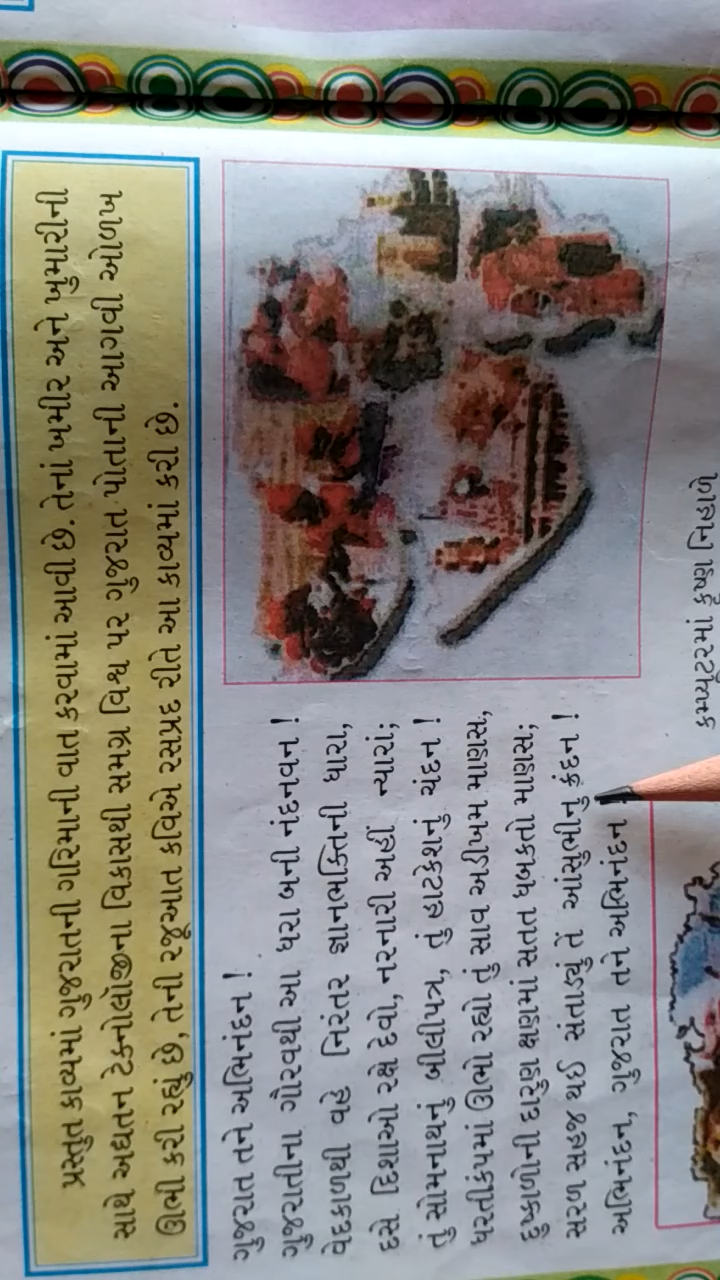 પ્રસ્તુત કાવ્યમાં ગુજરાતની ગરિમાની વાત કરવામાં આવી છે. તેનાં ખમીર અને ખુમારીની
સાથે અદ્યતન ટેક્નોલોજીના વિકાસથી સમગ્ર વિશ્વ પર ગુજરાત પોતાની આગવી ઓળખ
ઊભી કરી રહ્યું છે, તેની રજૂઆત કવિએ રસપ્રદ રીતે આ કાવ્યમાં કરી છે.
ગુજરાત તને અભિનંદન !
ગુજરાતીના ગૌરવથી આ ધરા બની નંદનવન !
વેદકાળથી વહે નિરંતર જ્ઞાનભક્તિની ધારા,
દસે દિશાઓ રક્ષે દેવો, નરનારી અહીં ન્યારાં;
તું સોમનાથનું બીલીપત્ર, તું હાટકેશનું ચંદન !
ધરતીકંપમાં ઊભો રહ્યો તું સાવ અડીખમ માણસ,
દુષ્કાળોની દારુણ ક્ષણમાં સતત ધબકતો માણસ;
સરળ સહજ થઈ સંતાડ્યું તે આંસુભીનું ક્રંદન !
અભિનંદન, ગુજરાત તને અભિનંદન
કમ્પ્યૂટરમાં કૃષ્ણ નિહાળે